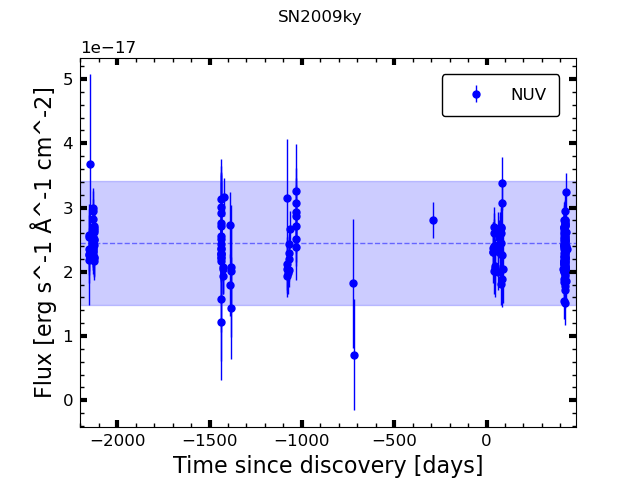 SN2009ky
1e−17
5
4
3
2
1
0
Flux [erg s^-1 Å^-1 cm^-2]
NUV
−2000
−1500
−1000
−500
0
Time since discovery [days]